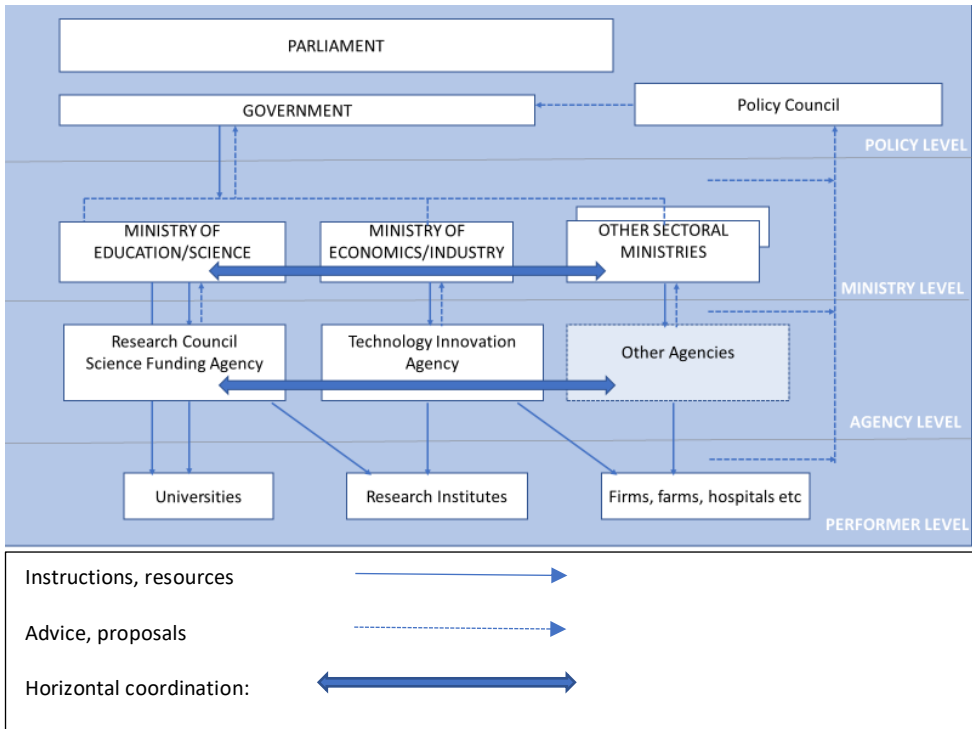 PARLIAMENT
GOVERNMENT
Policy Council
POLICY LEVEL
MINISTRY OF
EDUCATION/SCIENCE
MINISTRY OF
ECONOMICS/INDUSTRY
OTHER SECTORAL
MINISTRIES
MINISTRY LEVEL
Research Council
Science Funding Agency
Technology Innovation
Agency
Other Agencies
AGENCY LEVEL
Universities
Research Institutes
Firms, farms, hospitals etc
PERFORMER LEVEL
Instructions, resources
Advice, proposals
Horizontal coordination: